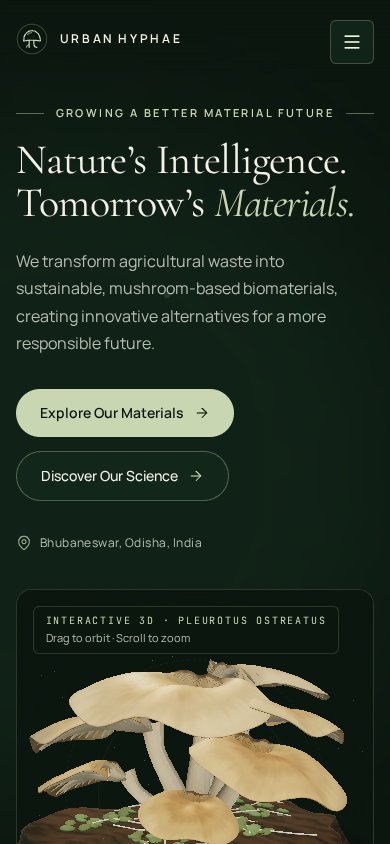 URBAN HYPHAE
GROWING A BETTER MATERIAL FUTURE
Nature’s Intelligence.
Tomorrow’s Materials.
We transform agricultural waste into
sustainable, mushroom-based biomaterials,
creating innovative alternatives for a more
responsible future.
Explore Our Materials →
Discover Our Science →
Bhubaneswar, Odisha, India
INTERACTIVE 3D · PLEUROTUS OSTREATUS
Drag to orbit · Scroll to zoom